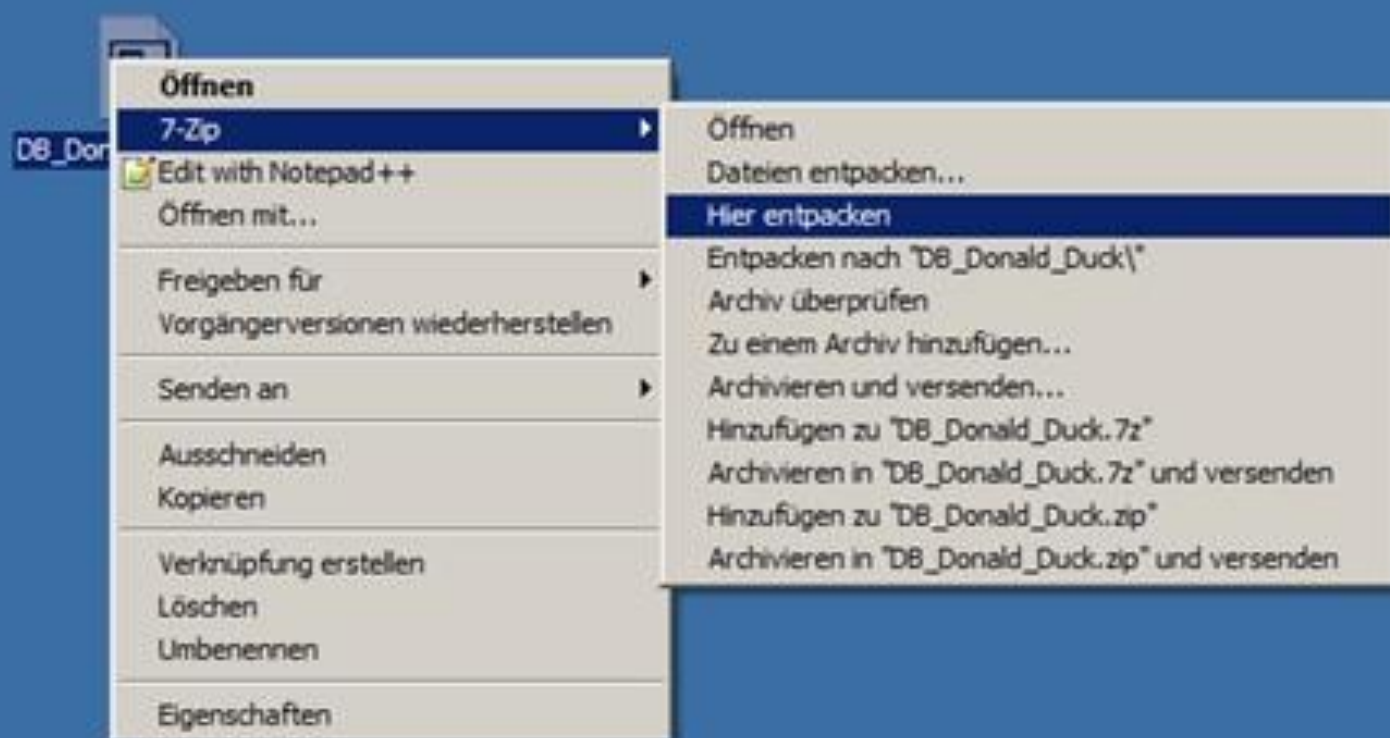 DB_Don
Öffnen
7-Zip
Edit with Notepad++
Öffnen mit...
Freigeben für
Vorgängerversionen wiederherstellen
Senden an
Ausschneiden
Kopieren
Verknüpfung erstellen
Löschen
Umbenennen
Eigenschaften
Öffnen
Dateien entpacken...
Hier entpacken
Entpacken nach "DB_Donald_Duck\"
Archiv überprüfen
Zu einem Archiv hinzufügen...
Archivieren und versenden...
Hinzufügen zu "DB_Donald_Duck.7z"
Archivieren in "DB_Donald_Duck.7z" und versenden
Hinzufügen zu "DB_Donald_Duck.zip"
Archivieren in "DB_Donald_Duck.zip" und versenden